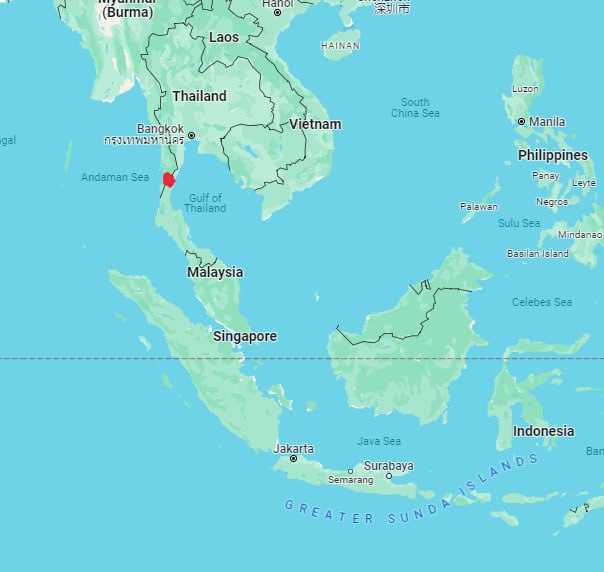 Myanmar
(Burma)
Hanoi
深圳市
Laos
HAINAN
Thailand
Luzon
South
China Sea
Bangkok
กรุงเทพมหานคร
Vietnam
Manila
Philippines
Andaman Sea
Panay
Leyte
Gulf of
Thailand
Negros
Palawan
Sulu Sea
Mindanao
Basilan Island
Malaysia
Celebes Sea
Singapore
Indonesia
Java Sea
Jakarta
Surabaya
Semarang
Ban
GREATER SUNDA ISLANDS